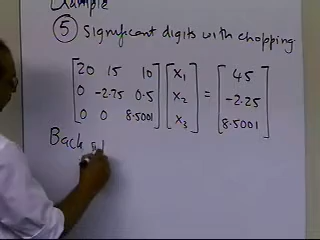 Example
⑤ Significant digits with chopping.
20 15 10 x₁ 45
0 -2.75 0.5 x₂ = -2.25
0 0 8.5001 x₃ 8.5001
Back